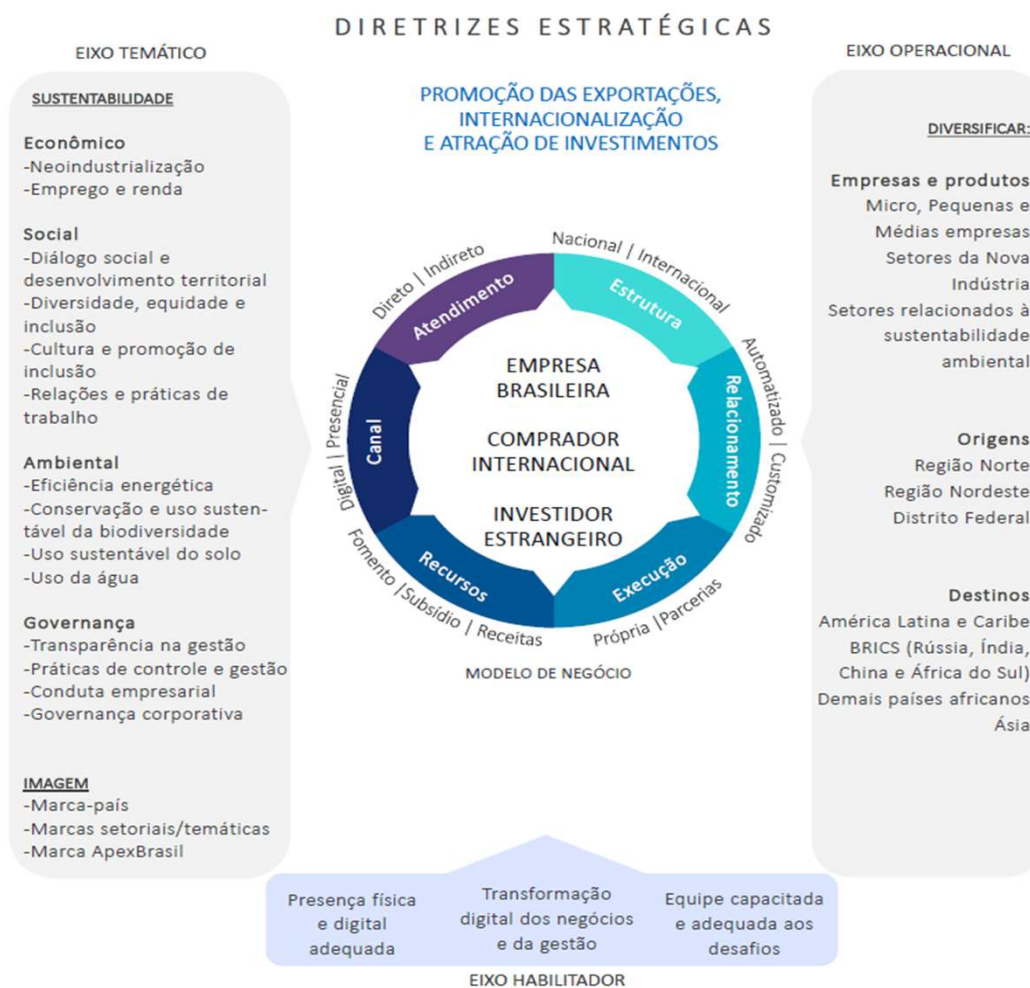 DIRETRIZES ESTRATÉGICAS
EIXO TEMÁTICO
SUSTENTABILIDADE
Econômico
-Neoindustrialização
-Emprego e renda
Social
-Diálogo social e
desenvolvimento territorial
-Diversidade, equidade e
inclusão
-Cultura e promoção de
inclusão
-Relações e práticas de
trabalho
Ambiental
-Eficiência energética
-Conservação e uso susten-
tável da biodiversidade
-Uso sustentável do solo
-Uso da água
Governança
-Transparência na gestão
-Práticas de controle e gestão
-Conduta empresarial
-Governança corporativa
IMAGEM
-Marca-país
-Marcas setoriais/temáticas
-Marca ApexBrasil
PROMOÇÃO DAS EXPORTAÇÕES,
INTERNACIONALIZAÇÃO
E ATRAÇÃO DE INVESTIMENTOS
Direto | Indireto
Atendimento
Nacional | Internacional
Estrutura
Automatizado | Customizado
Relacionamento
Própria |Parcerias
Execução
Fomento |Subsídio | Receitas
Recursos
Digital | Presencial
Canal
EMPRESA
BRASILEIRA
COMPRADOR
INTERNACIONAL
INVESTIDOR
ESTRANGEIRO
MODELO DE NEGÓCIO
EIXO OPERACIONAL
DIVERSIFICAR:
Empresas e produtos
Micro, Pequenas e
Médias empresas
Setores da Nova
Indústria
Setores relacionados à
sustentabilidade
ambiental
Origens
Região Norte
Região Nordeste
Distrito Federal
Destinos
América Latina e Caribe
BRICS (Rússia, Índia,
China e África do Sul)
Demais países africanos
Ásia
Presença física
e digital
adequada
Transformação
digital dos negócios
e da gestão
Equipe capacitada
e adequada aos
desafios
EIXO HABILITADOR